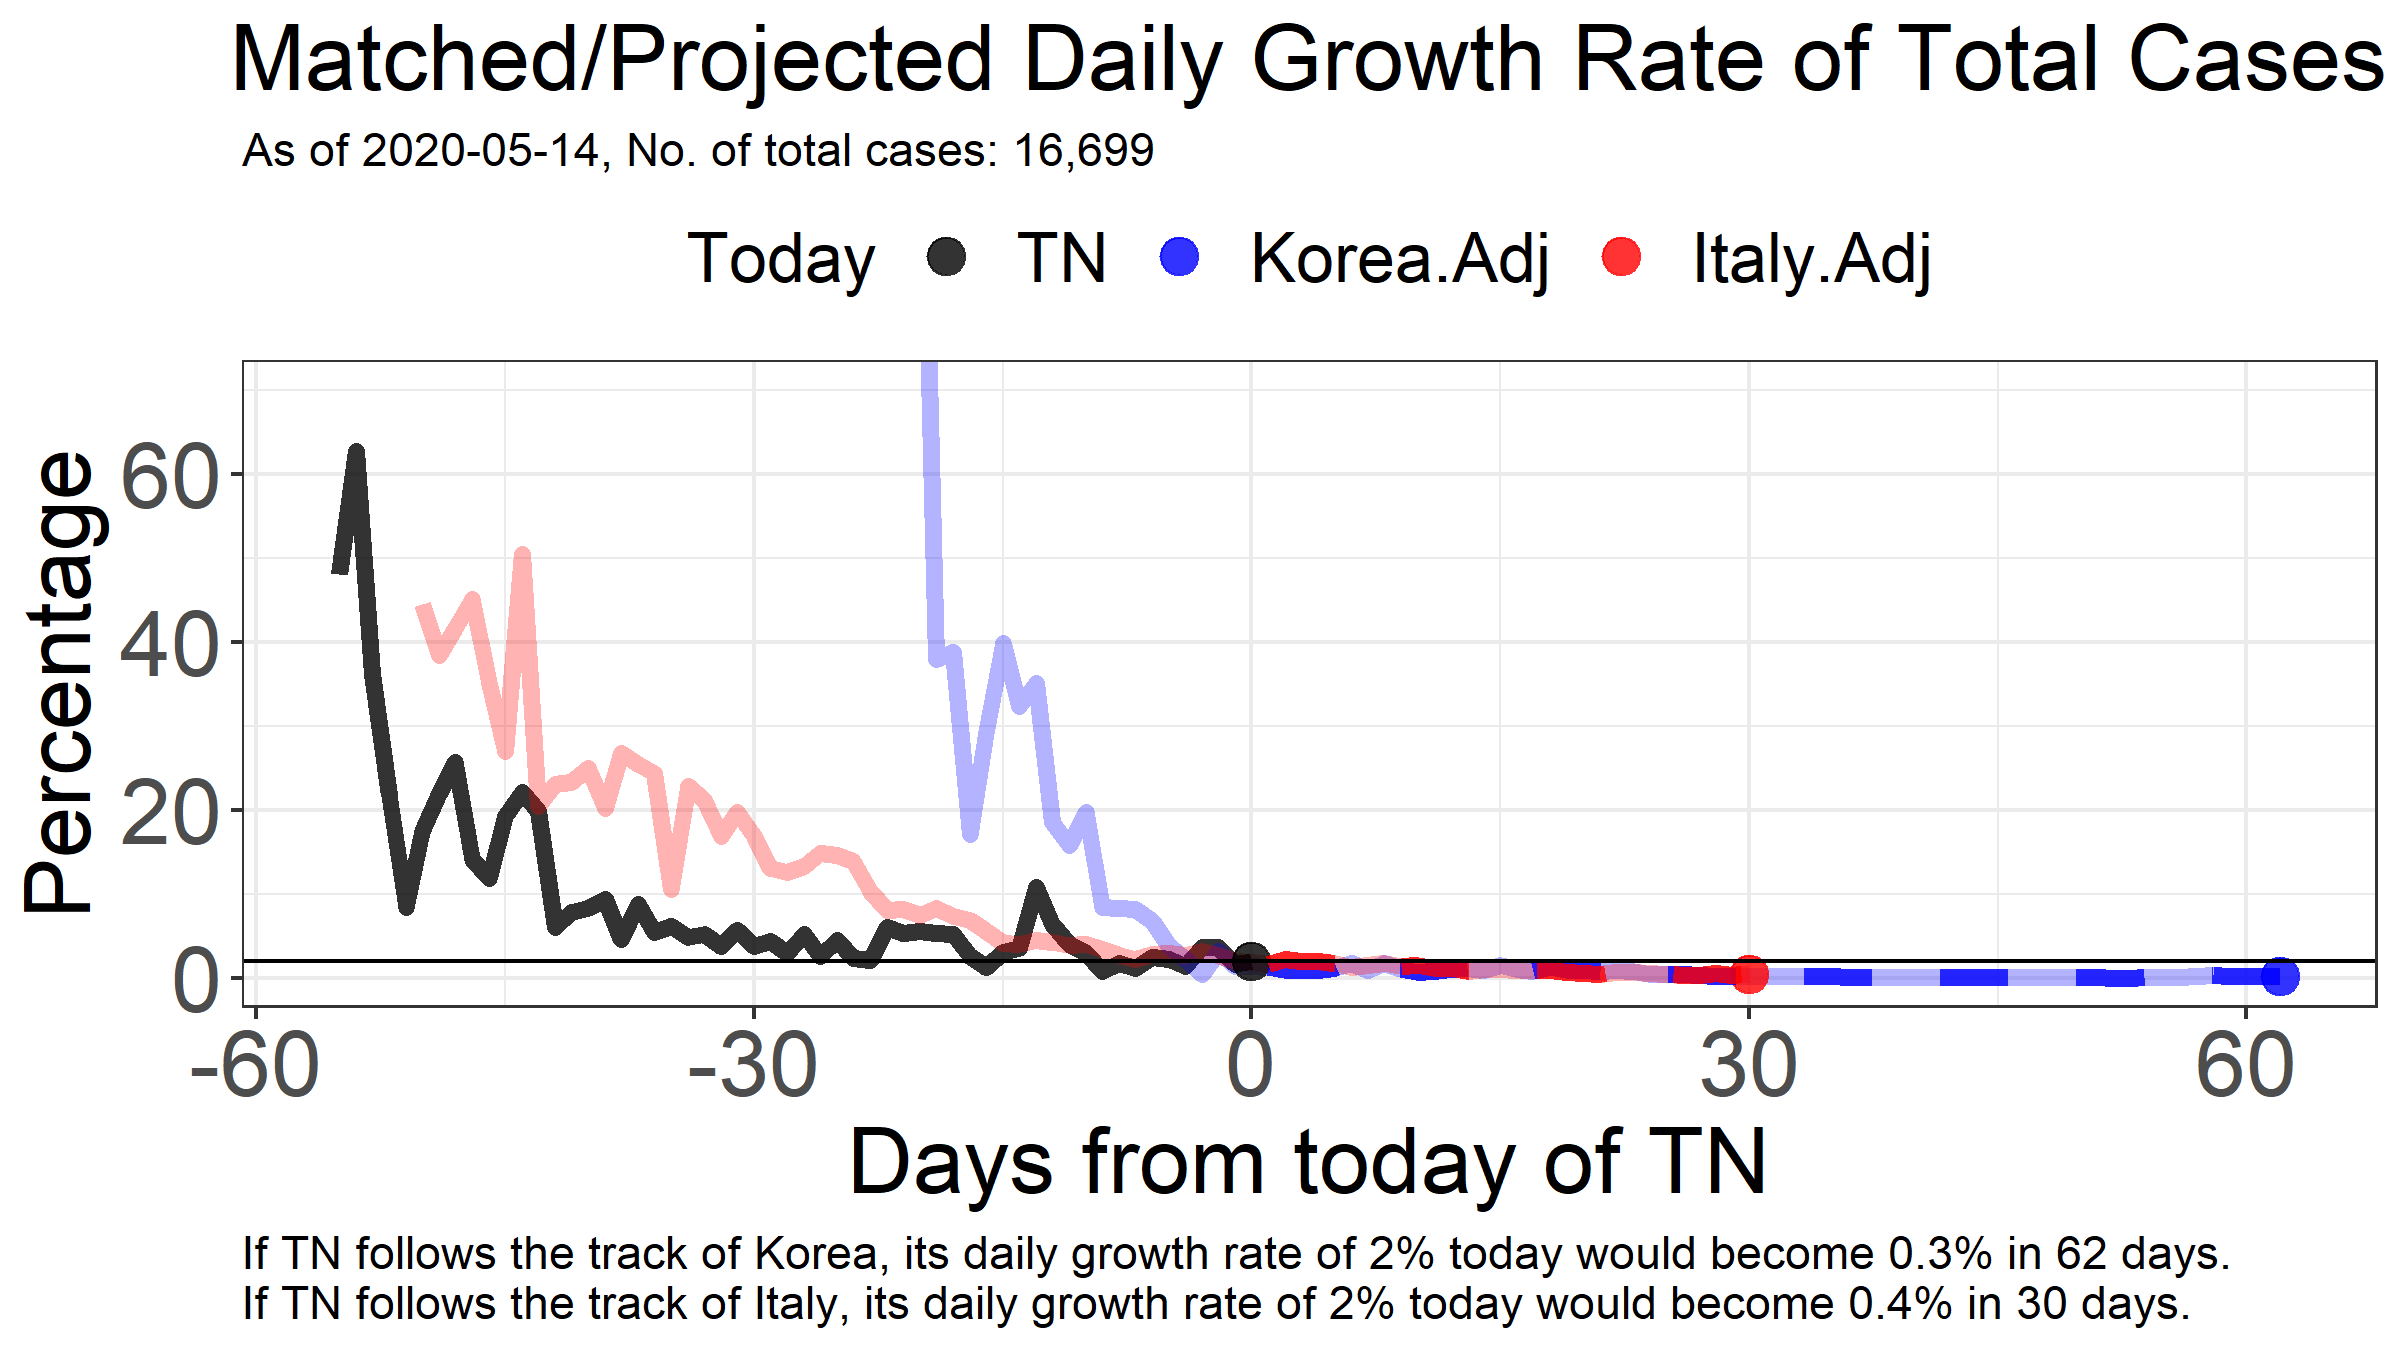 Matched/Projected Daily Growth Rate of Total Cases
As of 2020-05-14, No. of total cases: 16,699
Today TN Korea.Adj Italy.Adj
Percentage
60
40
20
0
-60 -30 0 30 60
Days from today of TN
If TN follows the track of Korea, its daily growth rate of 2% today would become 0.3% in 62 days.
If TN follows the track of Italy, its daily growth rate of 2% today would become 0.4% in 30 days.